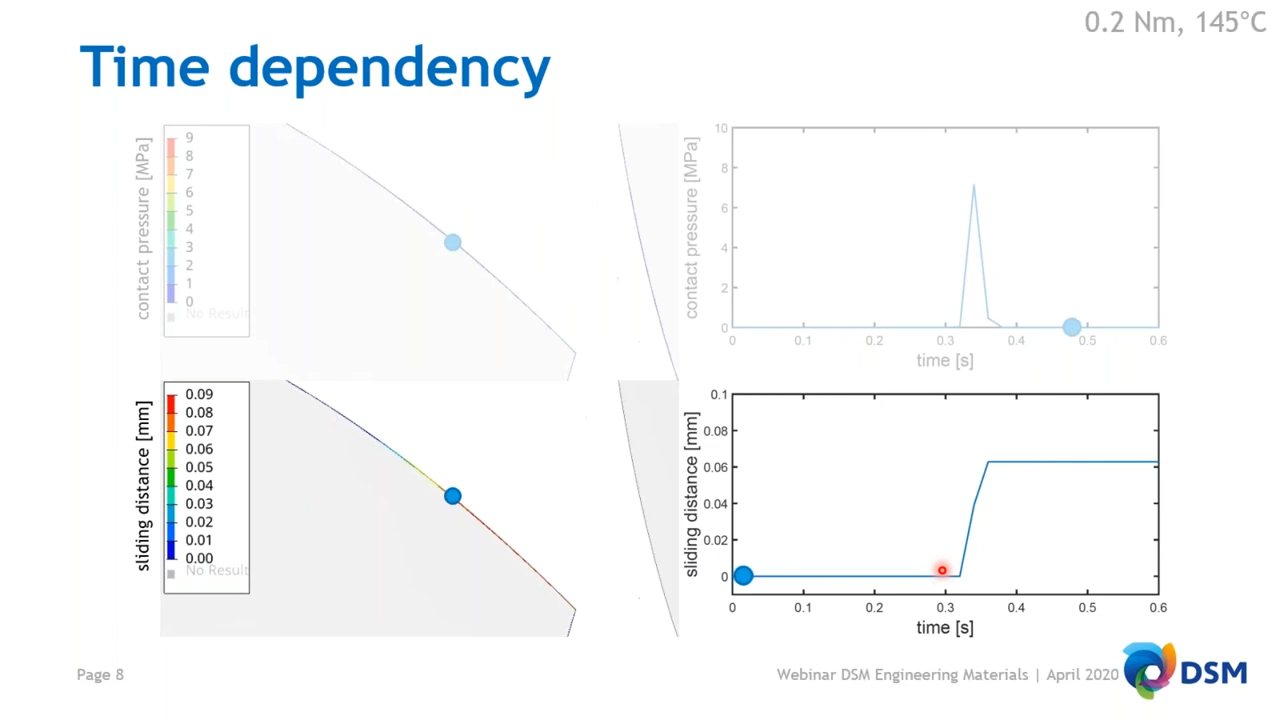 0.2 Nm, 145°C
Time dependency
contact pressure [MPa]
9
8
7
6
5
4
3
2
1
0
No Result
contact pressure [MPa]
10
8
6
4
2
0
0 0.1 0.2 0.3 0.4 0.5 0.6
time [s]
sliding distance [mm]
0.09
0.08
0.07
0.06
0.05
0.04
0.03
0.02
0.01
0.00
No Result
sliding distance [mm]
0.1
0.08
0.06
0.04
0.02
0
0 0.1 0.2 0.3 0.4 0.5 0.6
time [s]
Page 8
Webinar DSM Engineering Materials | April 2020
DSM